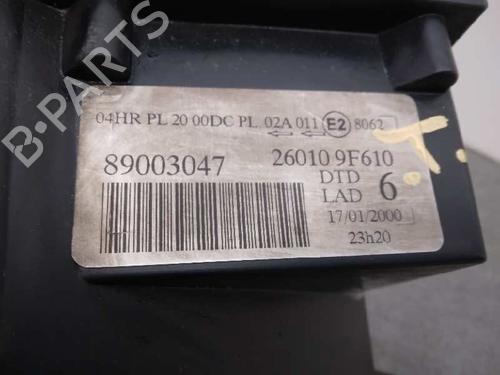 04HR PL 20 00DC PL 02A 011 E2 8062
89003047
26010 9F610
DTD
LAD 6
17/01/2000
23h20
B-PARTS